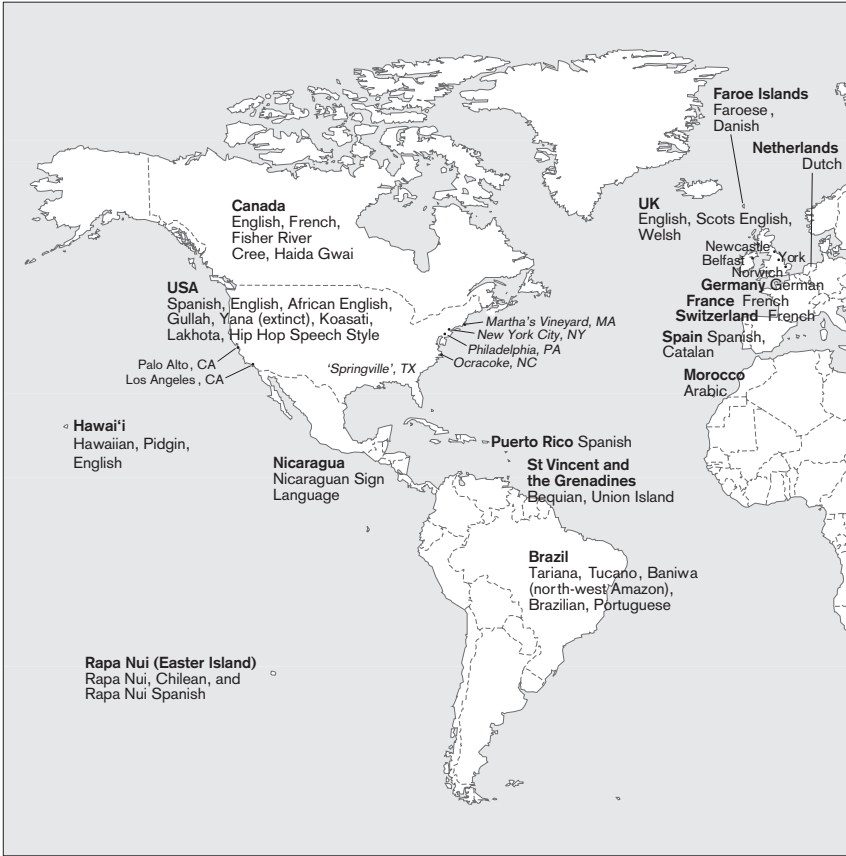 Faroe Islands
Faroese,
Danish
Netherlands
Dutch
Canada
English, French,
Fisher River
Cree, Haida Gwai
UK
English, Scots English,
Welsh
Newcastle
Belfast
York
Norwich
Germany German
France French
Switzerland French
Spain Spanish,
Catalan
Morocco
Arabic
USA
Spanish, English, African English,
Gullah, Yana (extinct), Koasati,
Lakhota, Hip Hop Speech Style
Martha's Vineyard, MA
New York City, NY
Philadelphia, PA
Ocracoke, NC
Palo Alto, CA
Los Angeles, CA
'Springville', TX
Hawai‘i
Hawaiian, Pidgin,
English
Puerto Rico Spanish
Nicaragua
Nicaraguan Sign
Language
St Vincent and
the Grenadines
Bequian, Union Island
Brazil
Tariana, Tucano, Baniwa
(north-west Amazon),
Brazilian, Portuguese
Rapa Nui (Easter Island)
Rapa Nui, Chilean, and
Rapa Nui Spanish